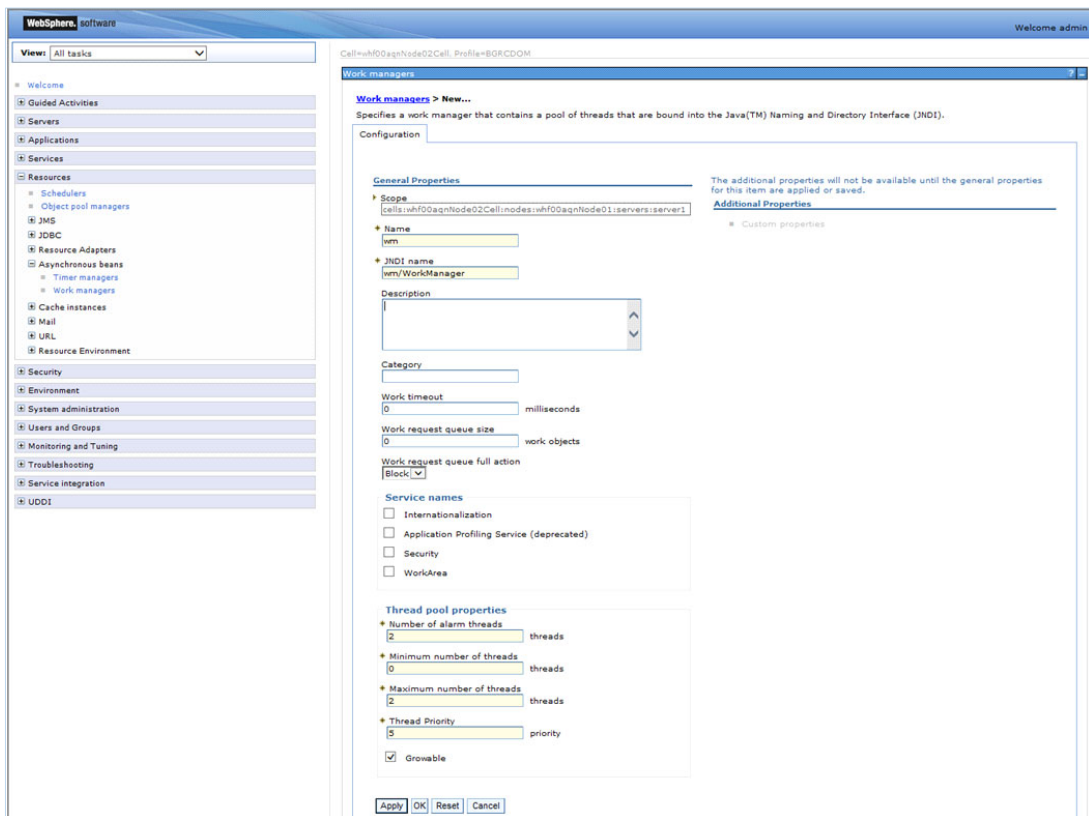 WebSphere. software
Welcome admin
View: All tasks
Welcome
Guided Activities
Servers
Applications
Services
Resources
Schedulers
Object pool managers
JMS
JDBC
Resource Adapters
Asynchronous beans
Timer managers
Work managers
Cache instances
Mail
URL
Resource Environment
Security
Environment
System administration
Users and Groups
Monitoring and Tuning
Troubleshooting
Service integration
UDDI
Cell=whf00aqnNode02Cell, Profile=BGRCDOM
Work managers
? -
Work managers > New...
Specifies a work manager that contains a pool of threads that are bound into the Java(TM) Naming and Directory Interface (JNDI).
Configuration
General Properties
Scope
cells:whf00aqnNode02Cell:nodes:whf00aqnNode01:servers:server1
Name
wm
JNDI name
wm/WorkManager
Description
Category
Work timeout
0 milliseconds
Work request queue size
0 work objects
Work request queue full action
Block
Service names
Internationalization
Application Profiling Service (deprecated)
Security
WorkArea
Thread pool properties
Number of alarm threads
2 threads
Minimum number of threads
0 threads
Maximum number of threads
2 threads
Thread Priority
5 priority
Growable
Apply OK Reset Cancel
The additional properties will not be available until the general properties
for this item are applied or saved.
Additional Properties
Custom properties